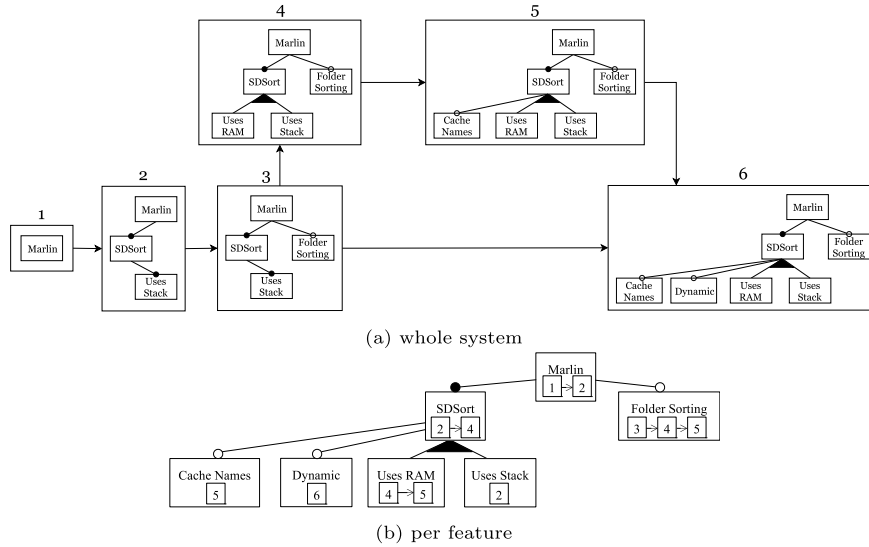 4
Marlin
SDSort
Folder
Sorting
Uses
RAM
Uses
Stack
5
Marlin
SDSort
Folder
Sorting
Cache
Names
Uses
RAM
Uses
Stack
1
Marlin
2
Marlin
SDSort
Uses
Stack
3
Marlin
SDSort
Folder
Sorting
Uses
Stack
6
Marlin
SDSort
Folder
Sorting
Cache
Names
Dynamic
Uses
RAM
Uses
Stack
(a) whole system
Marlin
1 2
SDSort
2 4
Folder Sorting
3 4 5
Cache Names
5
Dynamic
6
Uses RAM
4 5
Uses Stack
2
(b) per feature